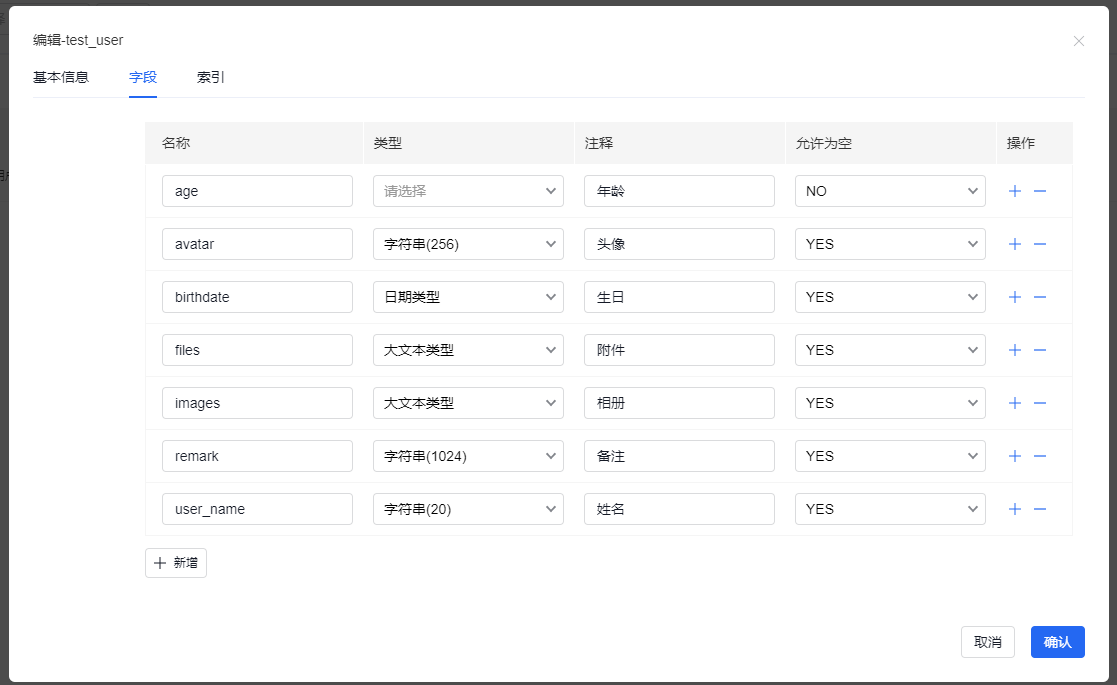 编辑-test_user
基本信息 字段 索引
名称 类型 注释 允许为空 操作
age 请选择 年龄 NO
avatar 字符串(256) 头像 YES
birthdate 日期类型 生日 YES
files 大文本类型 附件 YES
images 大文本类型 相册 YES
remark 字符串(1024) 备注 YES
user_name 字符串(20) 姓名 YES
新增
取消 确认